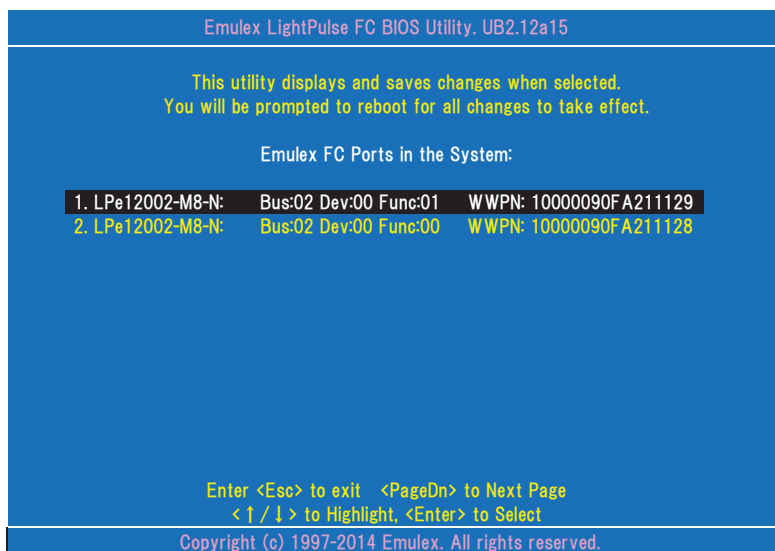 Emulex LightPulse FC BIOS Utility. UB2.12a15
This utility displays and saves changes when selected.
You will be prompted to reboot for all changes to take effect.
Emulex FC Ports in the System:
1. LPe12002-M8-N: Bus:02 Dev:00 Func:01 WWPN: 10000090FA211129
2. LPe12002-M8-N: Bus:02 Dev:00 Func:00 WWPN: 10000090FA211128
Enter <Esc> to exit <PageDn> to Next Page
<↑/↓> to Highlight, <Enter> to Select
Copyright (c) 1997-2014 Emulex. All rights reserved.